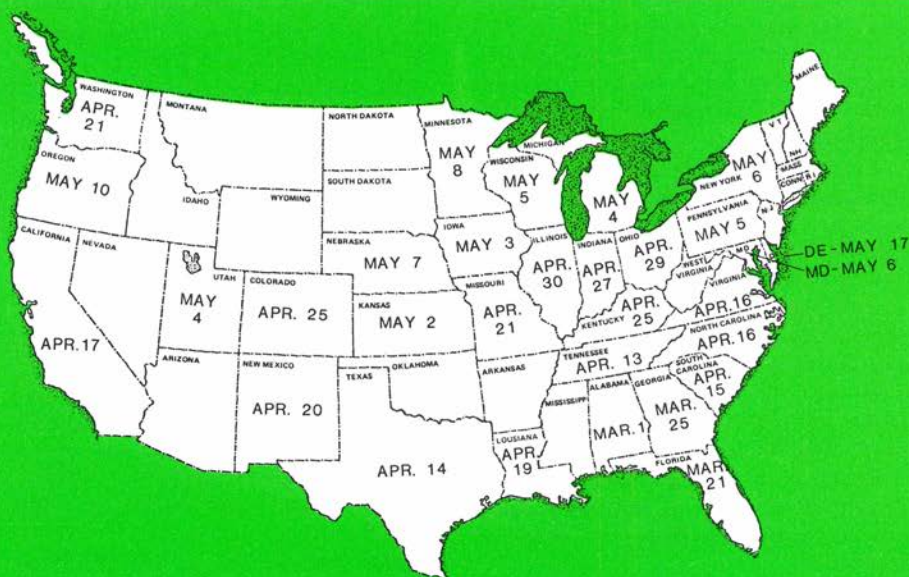 WASHINGTON
APR.
21
MONTANA
NORTH DAKOTA
MINNESOTA
MAY
8
MICHIGAN
WISCONSIN
MAY
5
MAY
4
MAINE
VT
NH
MASS
CONN
RI
NEW YORK
MAY
6
OREGON
MAY 10
IDAHO
WYOMING
SOUTH DAKOTA
IOWA
MAY 3
PENNSYLVANIA
MAY 5
N J
DE-MAY 17
MD-MAY 6
MD
CALIFORNIA
APR.17
NEVADA
UTAH
MAY
4
COLORADO
APR. 25
NEBRASKA
MAY 7
KANSAS
MAY 2
MISSOURI
APR.
21
ILLINOIS
APR.
30
INDIANA
APR.
27
OHIO
APR.
29
WEST
VIRGINIA
VIRGINIA
APR.16
KENTUCKY
APR.
25
NORTH CAROLINA
APR.16
TENNESSEE
APR. 13
SOUTH
CAROLINA
APR.
15
ARIZONA
NEW MEXICO
APR. 20
TEXAS
APR. 14
OKLAHOMA
ARKANSAS
LOUSIANA
APR.
19
MISSISSIPPI
ALABAMA
MAR. 1
GEORGIA
MAR.
25
FLORIDA
MAR.
21